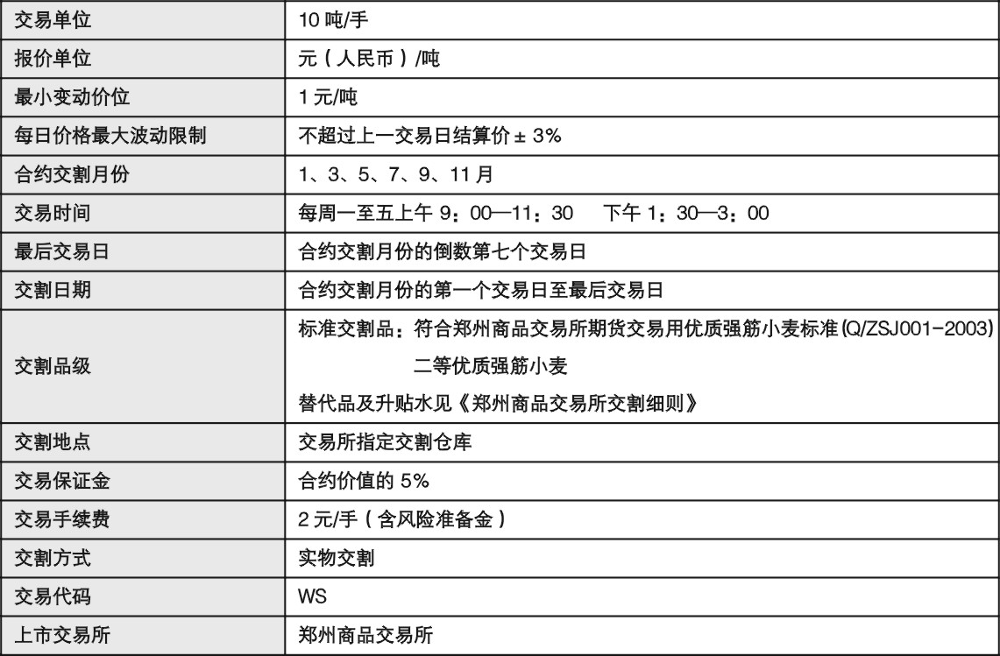 交易单位 10 吨/手
报价单位 元（人民币）/吨
最小变动价位 1 元/吨
每日价格最大波动限制 不超过上一交易日结算价± 3%
合约交割月份 1、3、5、7、9、11 月
交易时间 每周一至五上午 9：00—11：30 下午 1：30—3：00
最后交易日 合约交割月份的倒数第七个交易日
交割日期 合约交割月份的第一个交易日至最后交易日
交割品级 标准交割品：符合郑州商品交易所期货交易用优质强筋小麦标准(Q/ZSJ001-2003)
二等优质强筋小麦
替代品及升贴水见《郑州商品交易所交割细则》
交割地点 交易所指定交割仓库
交易保证金 合约价值的 5%
交易手续费 2 元/手（含风险准备金）
交割方式 实物交割
交易代码 WS
上市交易所 郑州商品交易所